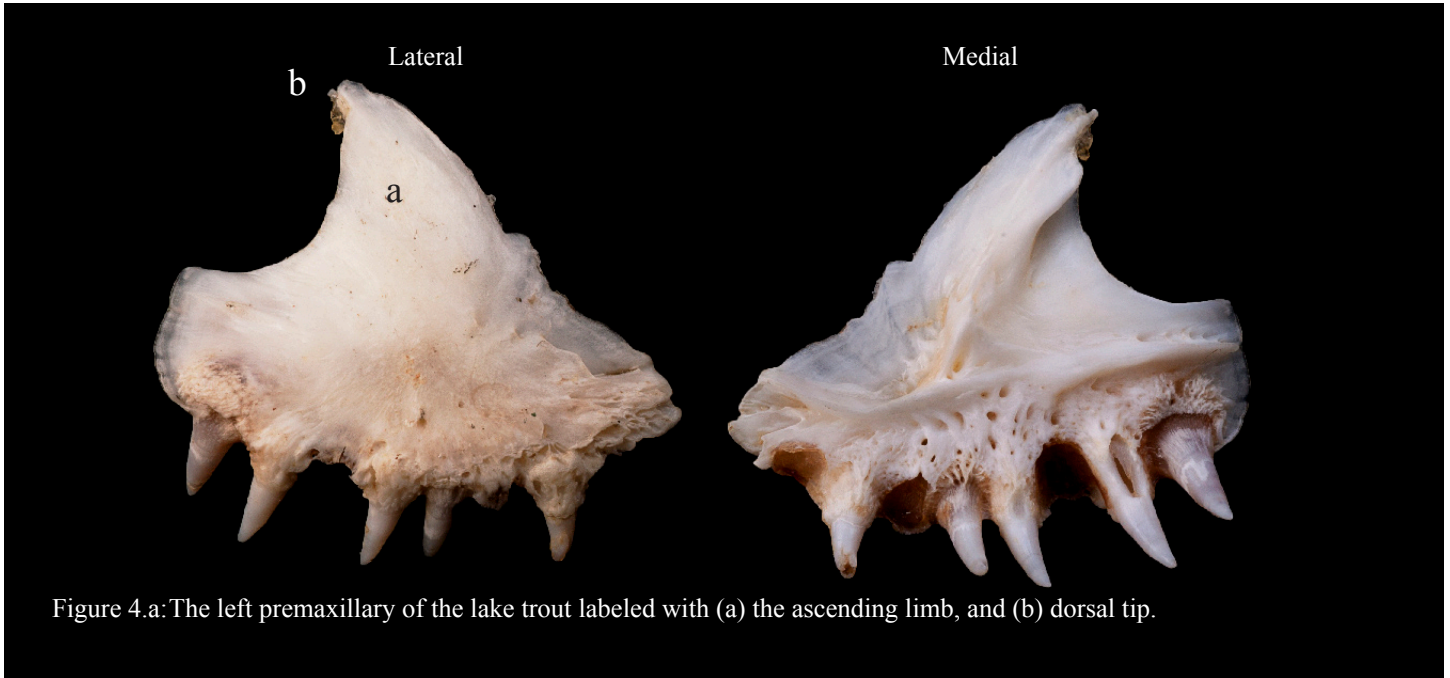 Lateral
Medial
b
a
Figure 4.a:The left premaxillary of the lake trout labeled with (a) the ascending limb, and (b) dorsal tip.